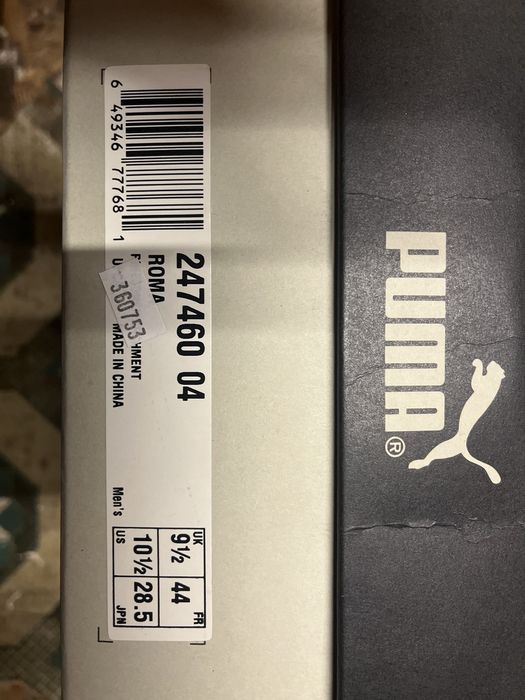 6 49346 77768 1
247460 04
ROMA
360753
MADE IN CHINA
Men's
UK 9½ 44 FR
US 10½ 28.5 JPN
PUMA®